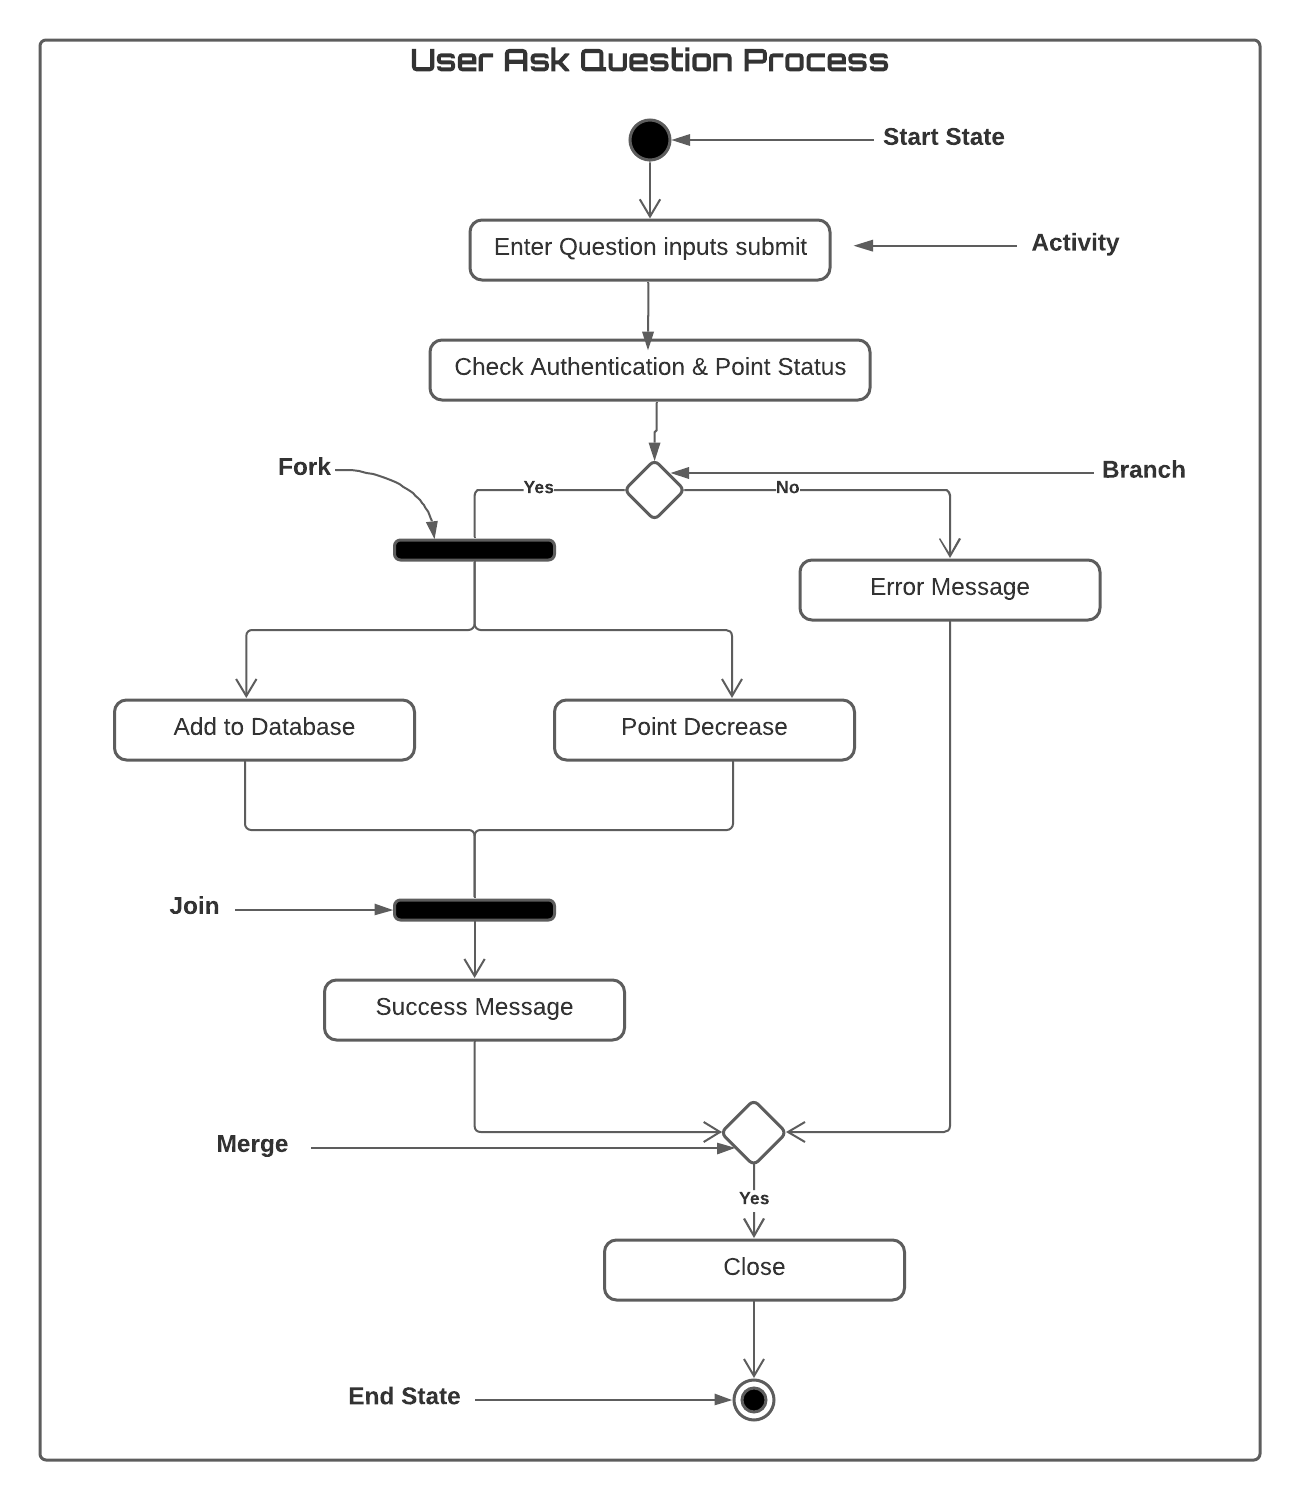 User Ask Question Process
Start State
Enter Question inputs submit
Activity
Check Authentication & Point Status
Fork
Branch
Yes
No
Error Message
Add to Database
Point Decrease
Join
Success Message
Merge
Yes
Close
End State